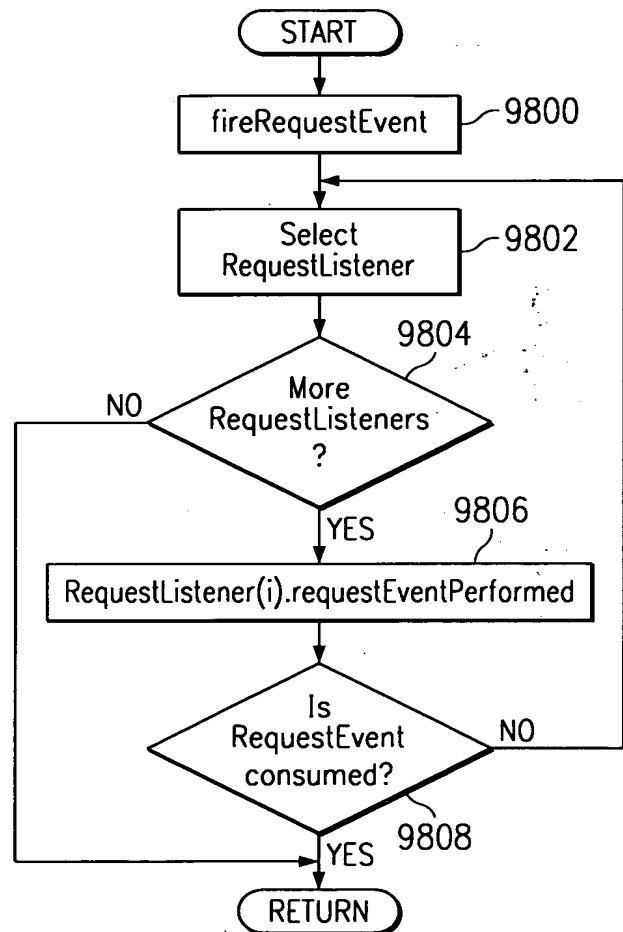 START
fireRequestEvent
9800
Select
RequestListener
9802
9804
More
RequestListeners
?
NO
YES
9806
RequestListener(i).requestEventPerformed
Is
RequestEvent
consumed?
NO
9808
YES
RETURN